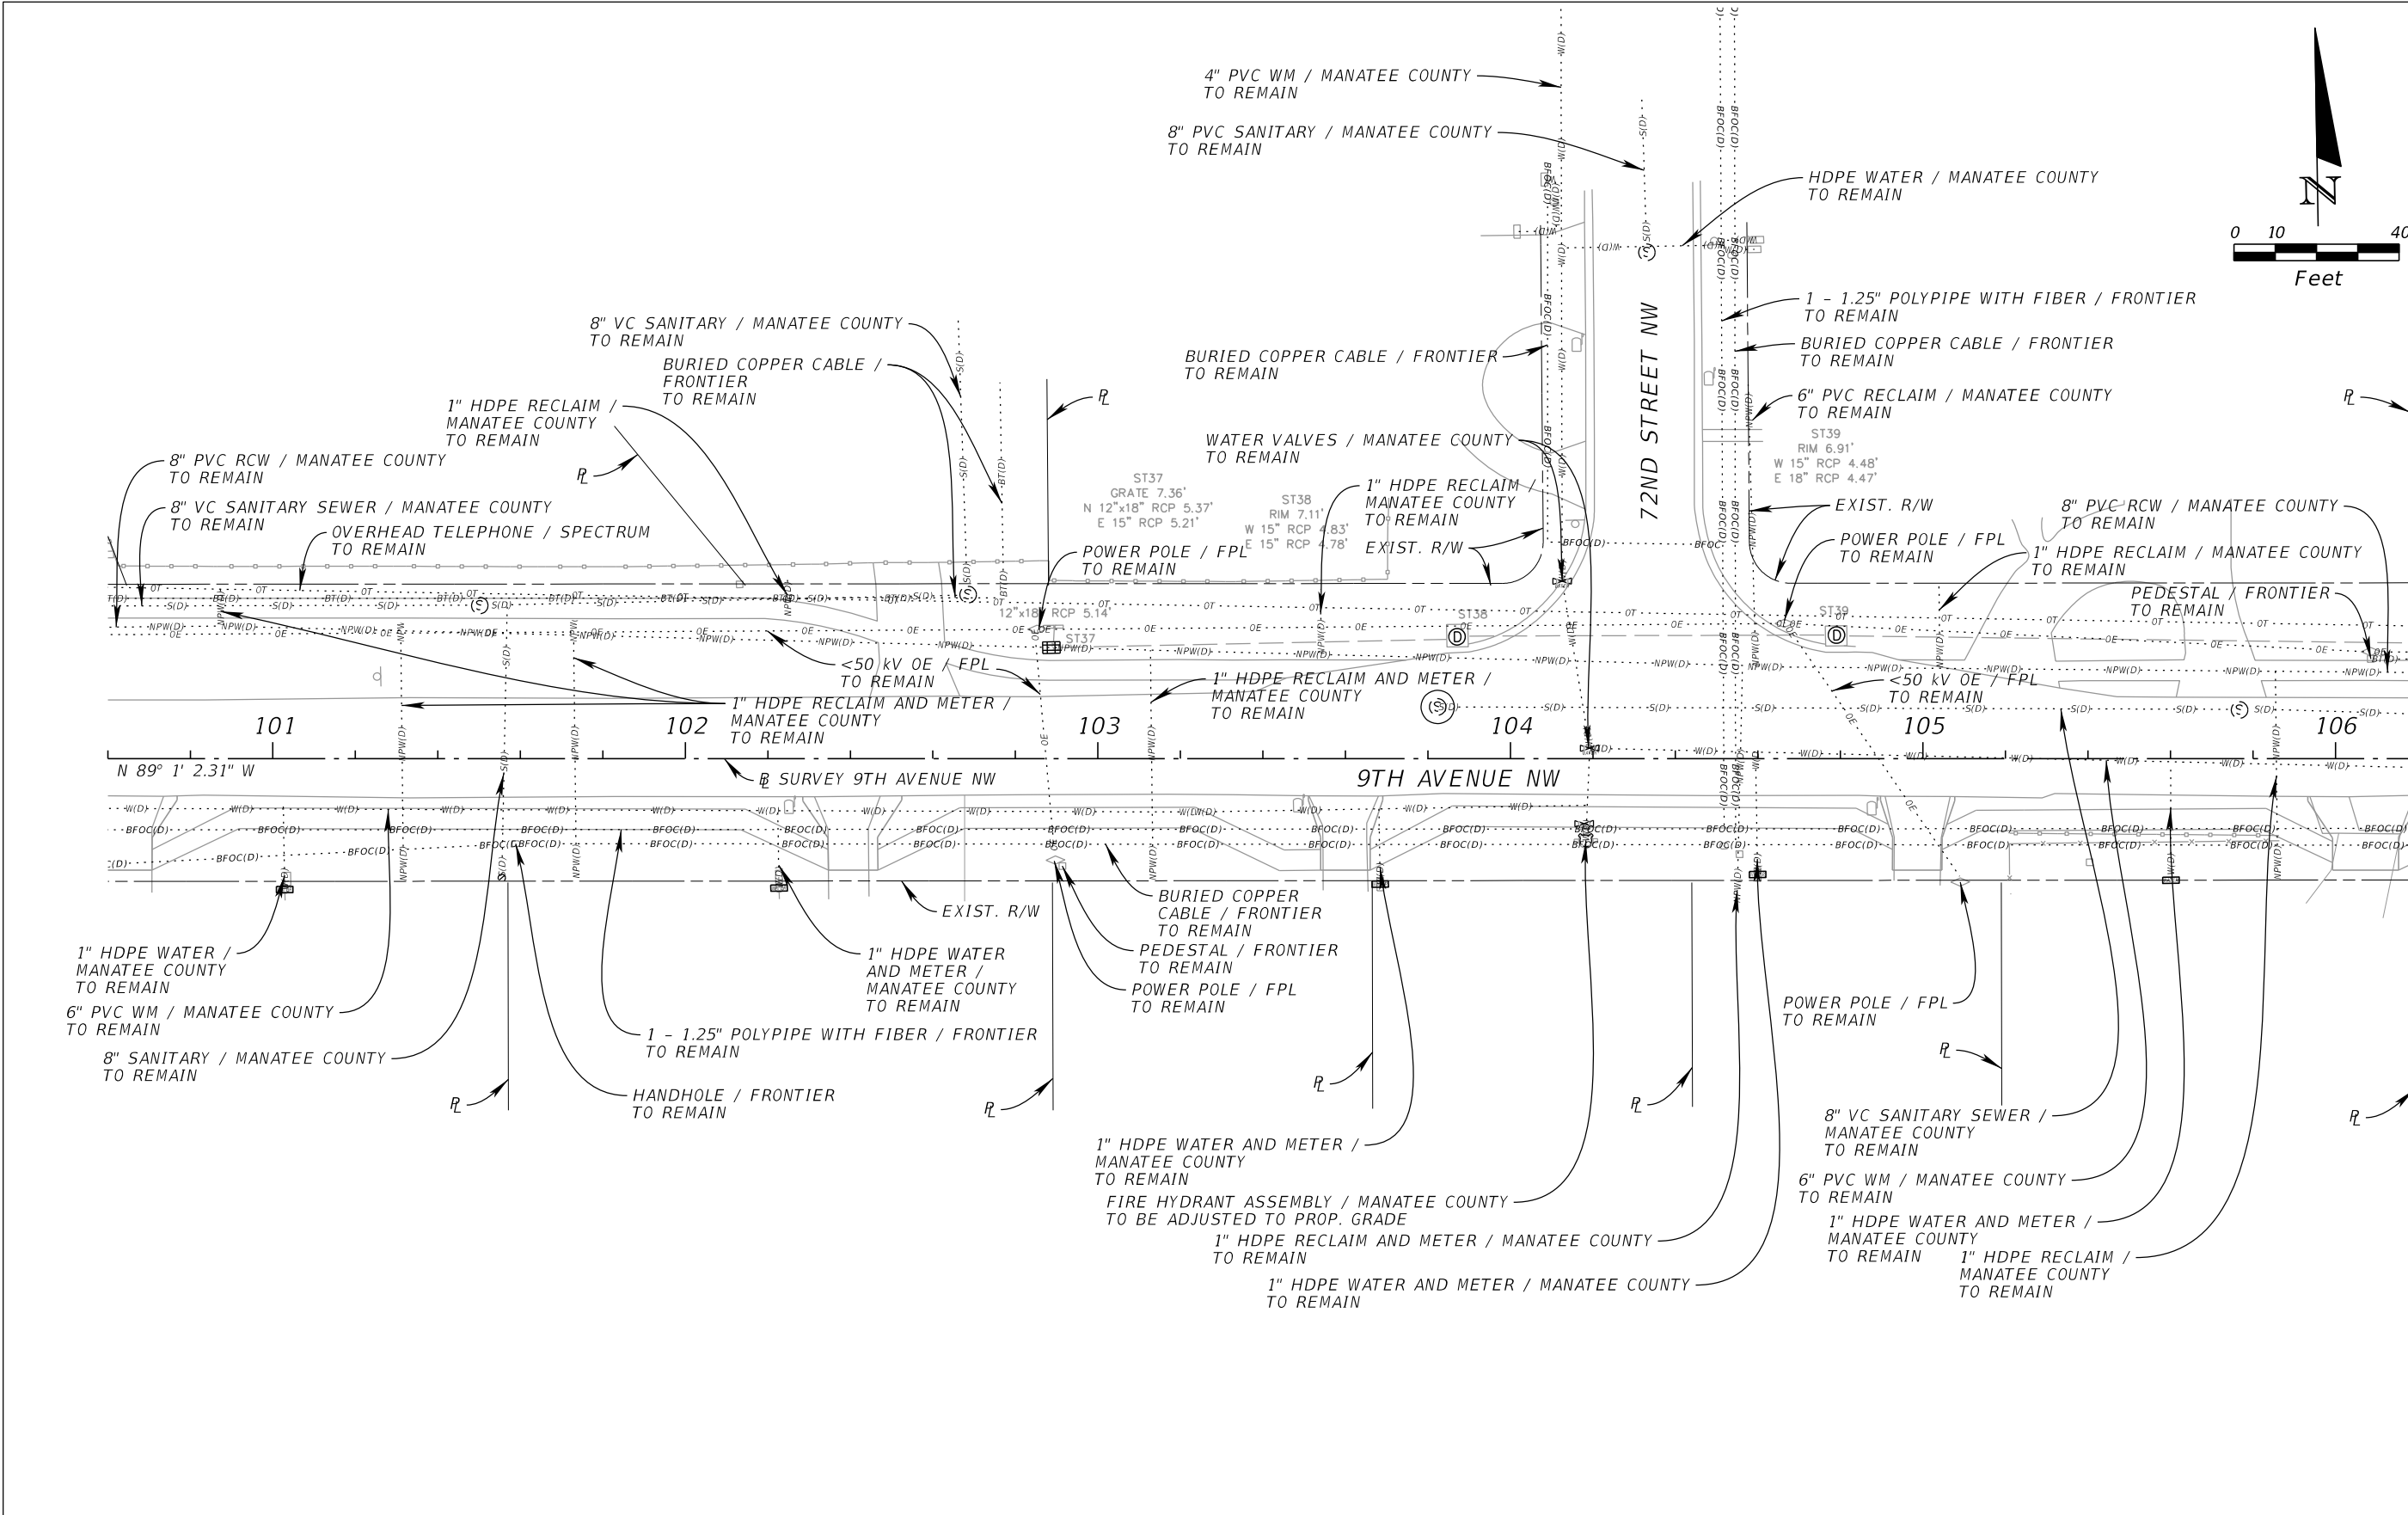 4" PVC WM / MANATEE COUNTY
TO REMAIN
8" PVC SANITARY / MANATEE COUNTY
TO REMAIN
HDPE WATER / MANATEE COUNTY
TO REMAIN
N
0 10 40
Feet
8" VC SANITARY / MANATEE COUNTY
TO REMAIN
BURIED COPPER CABLE /
FRONTIER
TO REMAIN
1" HDPE RECLAIM /
MANATEE COUNTY
TO REMAIN
8" PVC RCW / MANATEE COUNTY
TO REMAIN
8" VC SANITARY SEWER / MANATEE COUNTY
TO REMAIN
OVERHEAD TELEPHONE / SPECTRUM
TO REMAIN
PL
PL
BURIED COPPER CABLE / FRONTIER
TO REMAIN
WATER VALVES / MANATEE COUNTY
TO REMAIN
1" HDPE RECLAIM /
MANATEE COUNTY
TO REMAIN
EXIST. R/W
POWER POLE / FPL
TO REMAIN
ST37
GRATE 7.36'
N 12"x18" RCP 5.37'
E 15" RCP 5.21'
ST38
RIM 7.11'
W 15" RCP 4.83'
E 15" RCP 4.78'
72ND STREET NW
1 - 1.25" POLYPIPE WITH FIBER / FRONTIER
TO REMAIN
BURIED COPPER CABLE / FRONTIER
TO REMAIN
6" PVC RECLAIM / MANATEE COUNTY
TO REMAIN
ST39
RIM 6.91'
W 15" RCP 4.48'
E 18" RCP 4.47'
EXIST. R/W
POWER POLE / FPL
TO REMAIN
PL
8" PVC RCW / MANATEE COUNTY
TO REMAIN
1" HDPE RECLAIM / MANATEE COUNTY
TO REMAIN
PEDESTAL / FRONTIER
TO REMAIN
12"x18" RCP 5.14'
ST37
ST38
ST39
<50 kV OE / FPL
TO REMAIN
1" HDPE RECLAIM AND METER /
MANATEE COUNTY
TO REMAIN
1" HDPE RECLAIM AND METER /
MANATEE COUNTY
TO REMAIN
<50 kV OE / FPL
TO REMAIN
101 102 103 104 105 106
N 89° 1' 2.31" W
BL SURVEY 9TH AVENUE NW
9TH AVENUE NW
EXIST. R/W
1" HDPE WATER /
MANATEE COUNTY
TO REMAIN
6" PVC WM / MANATEE COUNTY
TO REMAIN
8" SANITARY / MANATEE COUNTY
TO REMAIN
1" HDPE WATER
AND METER /
MANATEE COUNTY
TO REMAIN
1 - 1.25" POLYPIPE WITH FIBER / FRONTIER
TO REMAIN
HANDHOLE / FRONTIER
TO REMAIN
BURIED COPPER
CABLE / FRONTIER
TO REMAIN
PEDESTAL / FRONTIER
TO REMAIN
POWER POLE / FPL
TO REMAIN
POWER POLE / FPL
TO REMAIN
PL
PL
PL
PL
PL
PL
1" HDPE WATER AND METER /
MANATEE COUNTY
TO REMAIN
FIRE HYDRANT ASSEMBLY / MANATEE COUNTY
TO BE ADJUSTED TO PROP. GRADE
1" HDPE RECLAIM AND METER / MANATEE COUNTY
TO REMAIN
1" HDPE WATER AND METER / MANATEE COUNTY
TO REMAIN
8" VC SANITARY SEWER /
MANATEE COUNTY
TO REMAIN
6" PVC WM / MANATEE COUNTY
TO REMAIN
1" HDPE WATER AND METER /
MANATEE COUNTY
TO REMAIN
1" HDPE RECLAIM /
MANATEE COUNTY
TO REMAIN